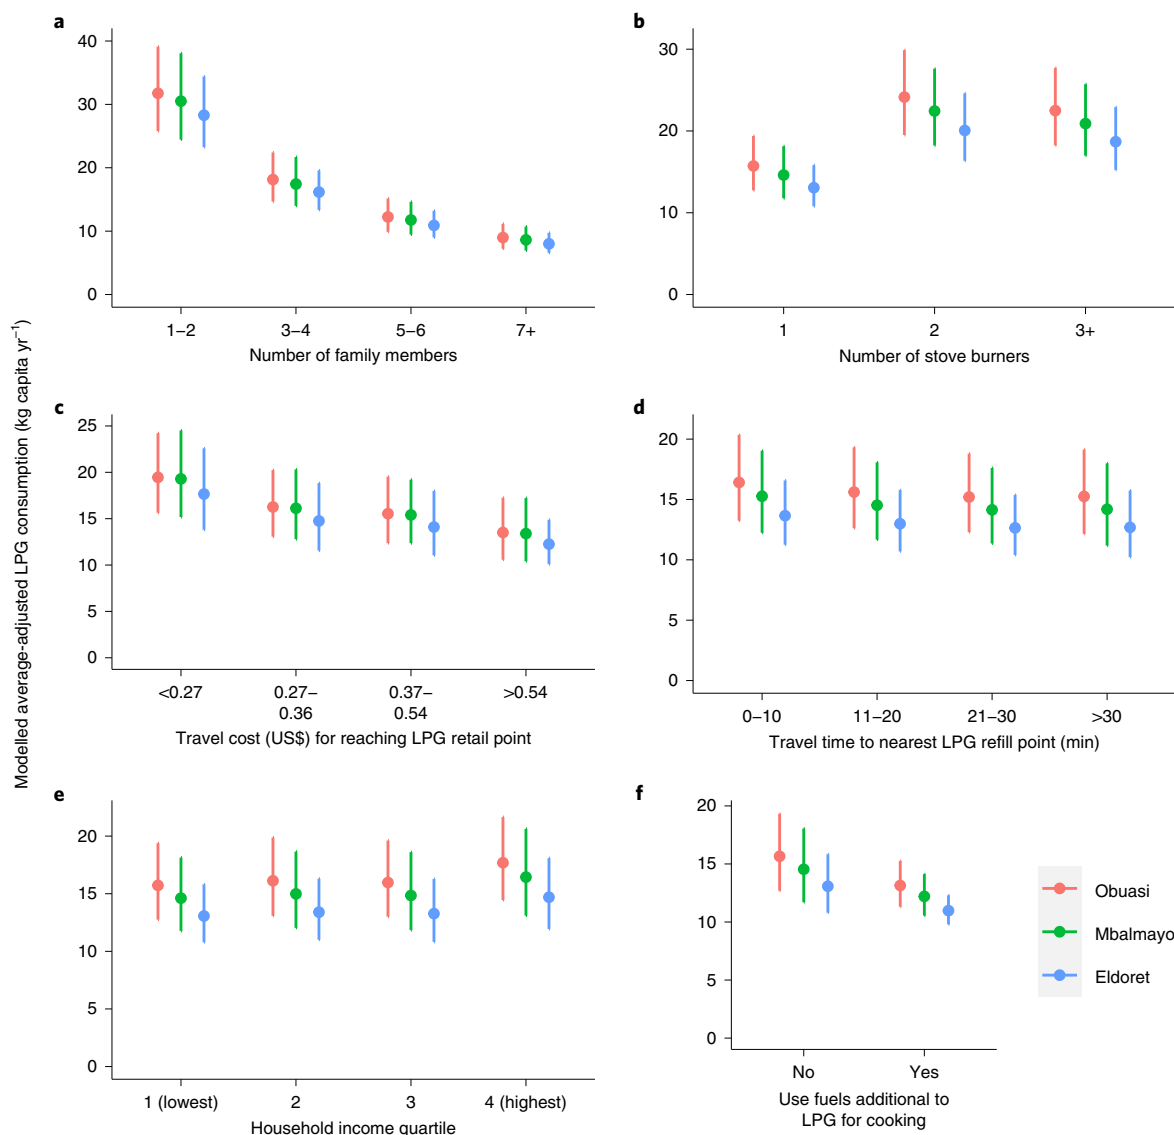 Modelled average-adjusted LPG consumption (kg capita yr⁻¹)
a
40
30
20
10
0
1–2 3–4 5–6 7+
Number of family members
b
30
20
10
0
1 2 3+
Number of stove burners
c
25
20
15
10
5
0
<0.27 0.27– 0.37– >0.54
0.36 0.54
Travel cost (US$) for reaching LPG retail point
d
20
15
10
5
0
0–10 11–20 21–30 >30
Travel time to nearest LPG refill point (min)
e
20
15
10
5
0
1 (lowest) 2 3 4 (highest)
Household income quartile
f
20
15
10
5
0
No Yes
Use fuels additional to
LPG for cooking
Obuasi
Mbalmayo
Eldoret